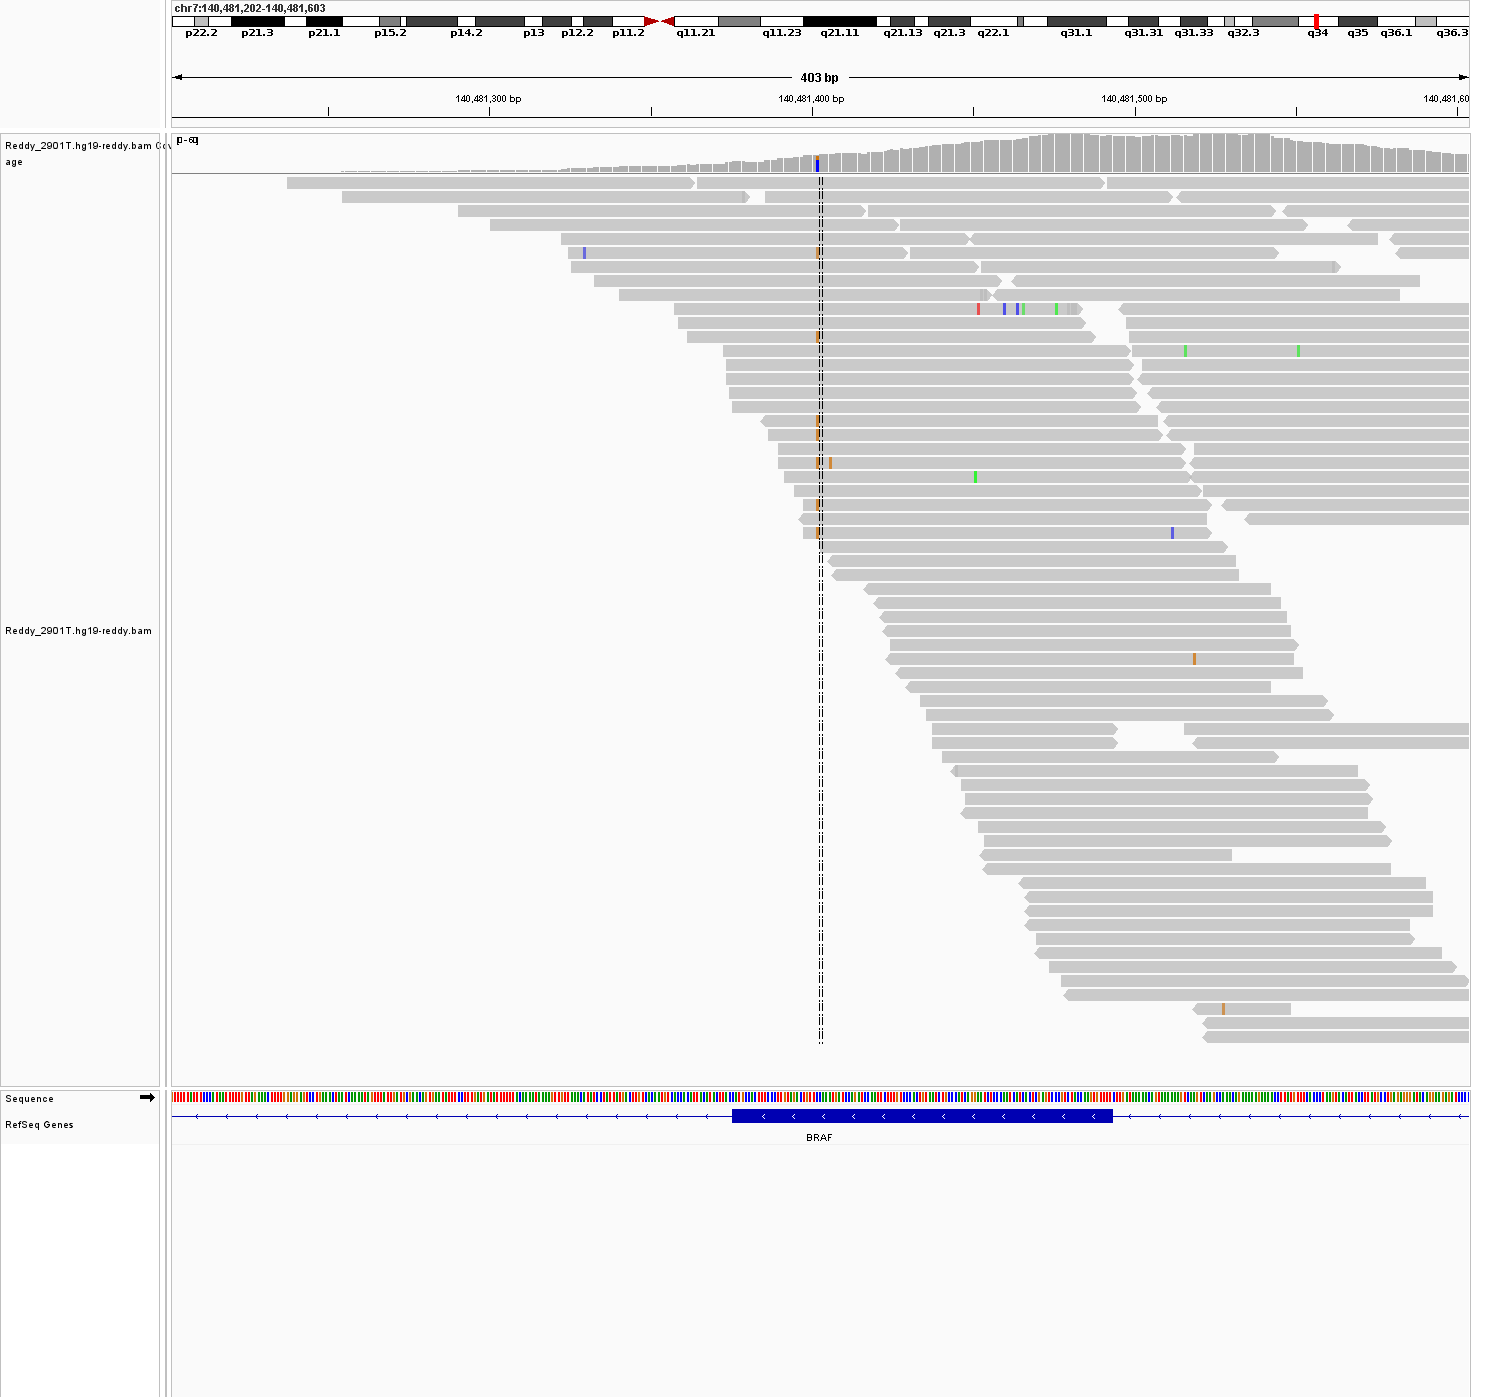 chr7:140,481,202-140,481,603
p22.2 p21.3 p21.1 p15.2 p14.2 p13 p12.2 p11.2 q11.21 q11.23 q21.11 q21.13 q21.3 q22.1 q31.1 q31.31 q31.33 q32.3 q34 q35 q36.1 q36.3
403 bp
140,481,300 bp 140,481,400 bp 140,481,500 bp 140,481,60
Reddy_2901T.hg19-reddy.bam Cov
age
[0 - 60]
Reddy_2901T.hg19-reddy.bam
Sequence
RefSeq Genes
BRAF